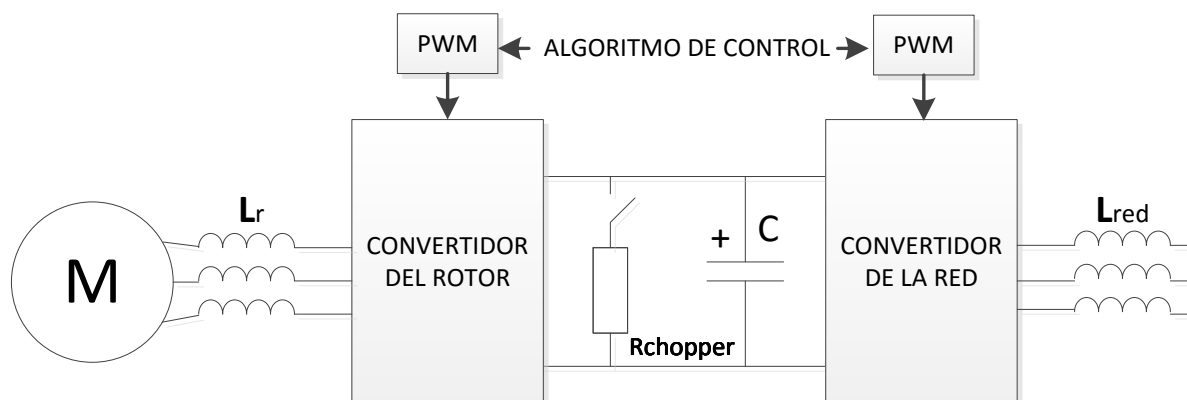 PWM
ALGORITMO DE CONTROL
PWM
Lr
Lred
M
CONVERTIDOR
DEL ROTOR
+
C
CONVERTIDOR
DE LA RED
Rchopper